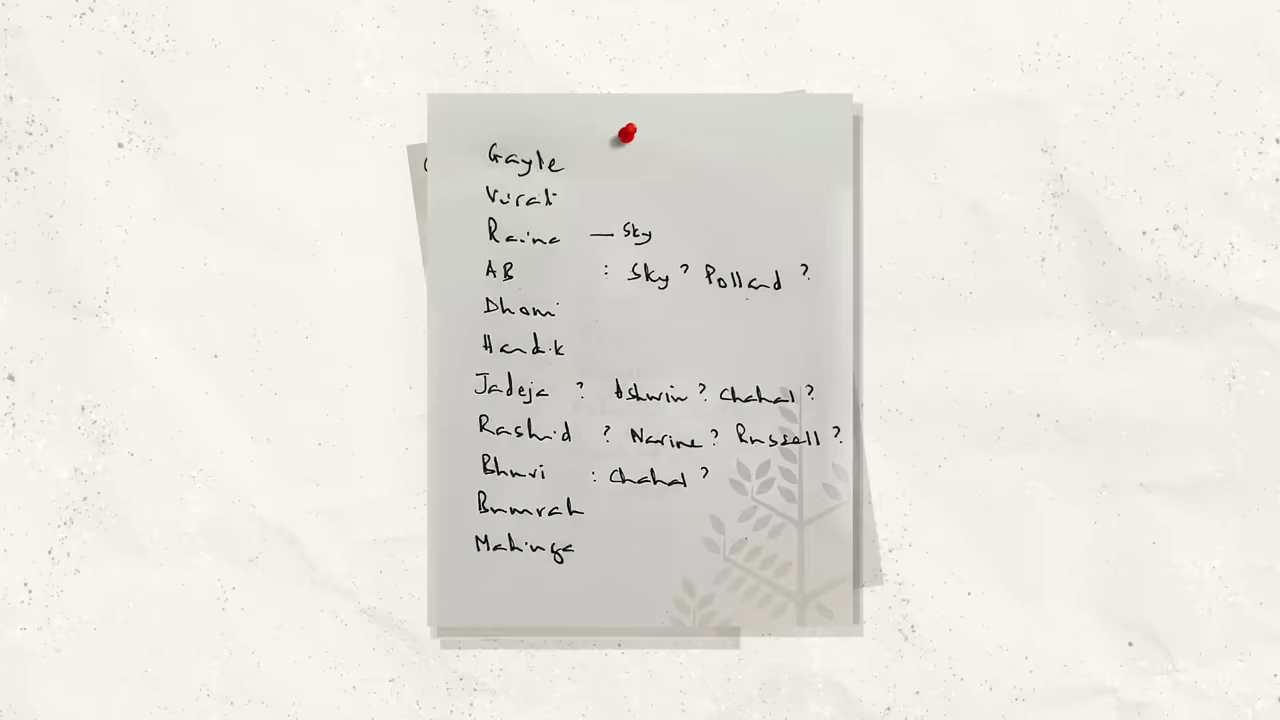 Gayle
Virat
Raina — Sky
AB : Sky? Pollard?
Dhoni
Hardik
Jadeja ? Ashwin? Chahal?
Rashid ? Narine? Russell?
Bhuvi : Chahal?
Bumrah
Malinga